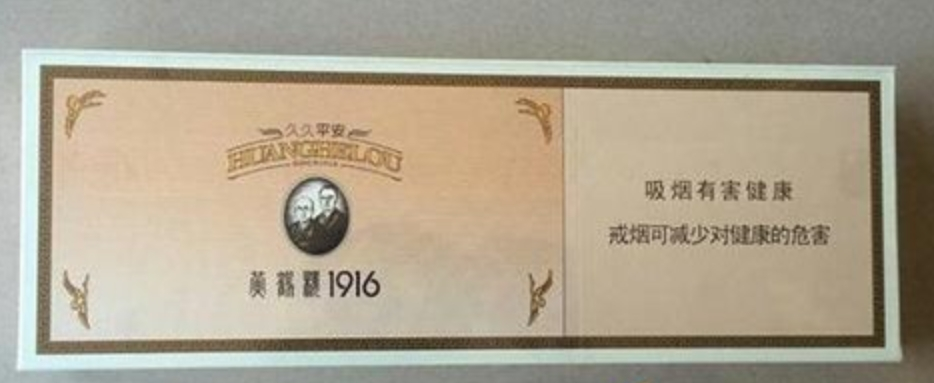 久久平安
HUANGHELOU
黄鹤楼1916
吸烟有害健康
戒烟可减少对健康的危害